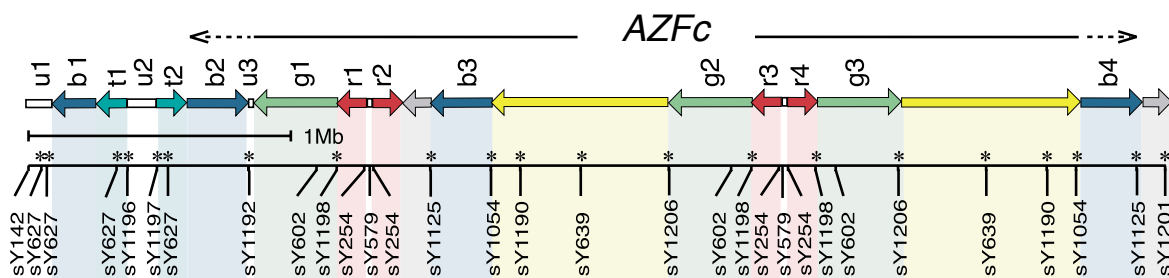 AZFc
u1 b1 t1 u2 t2 b2 u3 g1 r1 r2 b3 g2 r3 r4 g3 b4
1Mb
* * * * * * * * * * * * * * * * * * * * * *
sY142 sY627 sY627 sY627 sY1196 sY1197 sY627 sY1192 sY602 sY1198 sY254 sY579 sY254 sY1125 sY1054 sY1190 sY639 sY1206 sY602 sY1198 sY254 sY579 sY254 sY1198 sY602 sY1206 sY639 sY1190 sY1054 sY1125 sY1201